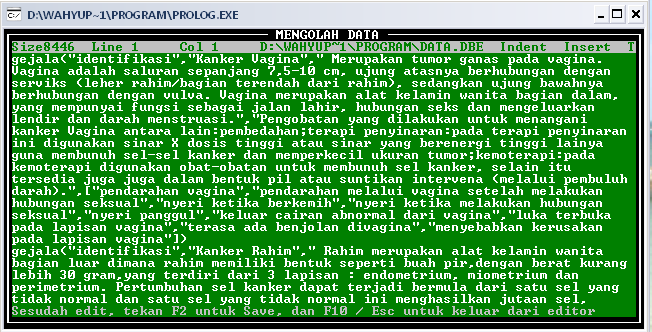 D:\WAHYUP~1\PROGRAM\PROLOG.EXE
MENGOLAH DATA
Size8446 Line 1 Col 1 D:\WAHYUP~1\PROGRAM\DATA.DBE Indent Insert T
gejala("identifikasi","Kanker Vagina"," Merupakan tumor ganas pada vagina.
Vagina adalah saluran sepanjang 7,5-10 cm, ujung atasnya berhubungan dengan
serviks (leher rahim/bagian terendah dari rahim), sedangkan ujung bawahnya
berhubungan dengan vulva. Vagina merupakan alat kelamin wanita bagian dalam,
yang mempunyai fungsi sebagai jalan lahir, hubungan seks dan mengeluarkan
lendir dan darah menstruasi.","Pengobatan yang dilakukan untuk menangani
kanker Vagina antara lain:pembedahan;terapi penyinaran:pada terapi penyinaran
ini digunakan sinar X dosis tinggi atau sinar yang berenergi tinggi lainya
guna membunuh sel-sel kanker dan memperkecil ukuran tumor;kemoterapi:pada
kemoterapi digunakan obat-obatan untuk membunuh sel kanker, selain itu
tersedia juga juga dalam bentuk pil atau suntikan intervena (melalui pembuluh
darah).",["pendarahan vagina","pendarahan melalui vagina setelah melakukan
hubungan seksual","nyeri ketika berkemih","nyeri ketika melakukan hubungan
seksual","nyeri panggul","keluar cairan abnormal dari vagina","luka terbuka
pada lapisan vagina","terasa ada benjolan divagina","menyebabkan kerusakan
pada lapisan vagina"])
gejala("identifikasi","Kanker Rahim"," Rahim merupakan alat kelamin wanita
bagian luar dimana rahim memiliki bentuk seperti buah pir,dengan berat kurang
lebih 30 gram,yang terdiri dari 3 lapisan : endometrium, miometrium dan
perimetrium. Pertumbuhan sel kanker dapat terjadi bermula dari satu sel yang
tidak normal dan satu sel yang tidak normal ini menghasilkan jutaan sel,
Sesudah edit, tekan F2 untuk Save, dan F10 / Esc untuk keluar dari editor